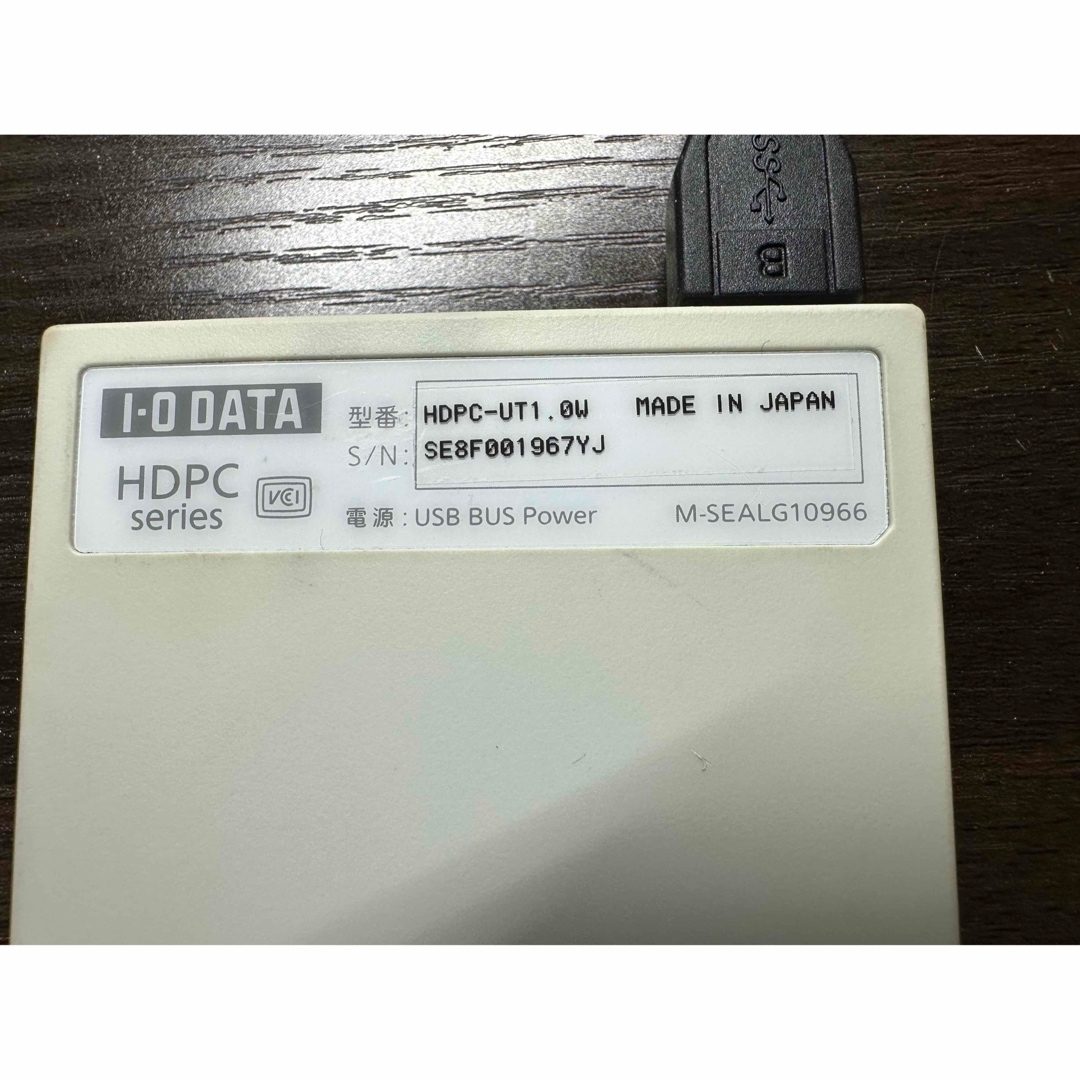 SS B
I-O DATA
HDPC
series
VCCI
型番: HDPC-UT1.0W MADE IN JAPAN
S/N: SE8F001967YJ
電源 : USB BUS Power M-SEALG10966